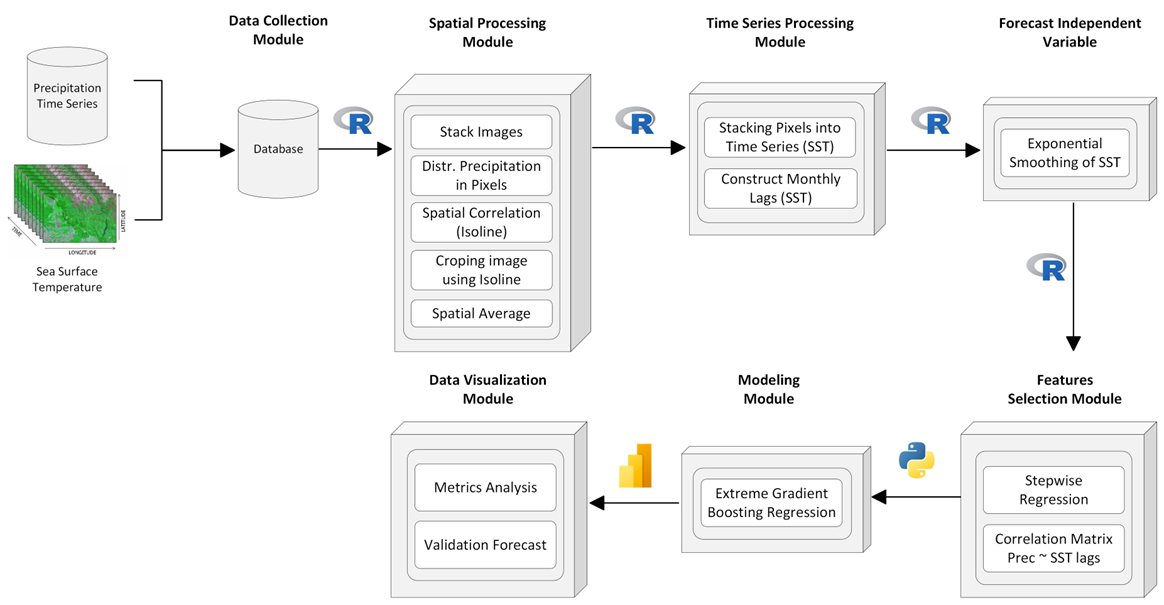 Data Collection
Module
Precipitation
Time Series
TIME
LONGITUDE
LATITUDE
Sea Surface
Temperature
Database
R
Spatial Processing
Module
Stack Images
Distr. Precipitation
in Pixels
Spatial Correlation
(Isoline)
Croping image
using Isoline
Spatial Average
R
Time Series Processing
Module
Stacking Pixels into
Time Series (SST)
Construct Monthly
Lags (SST)
R
Forecast Independent
Variable
Exponential
Smoothing of SST
R
Features
Selection Module
Stepwise
Regression
Correlation Matrix
Prec ~ SST lags
Modeling
Module
Extreme Gradient
Boosting Regression
Data Visualization
Module
Metrics Analysis
Validation Forecast